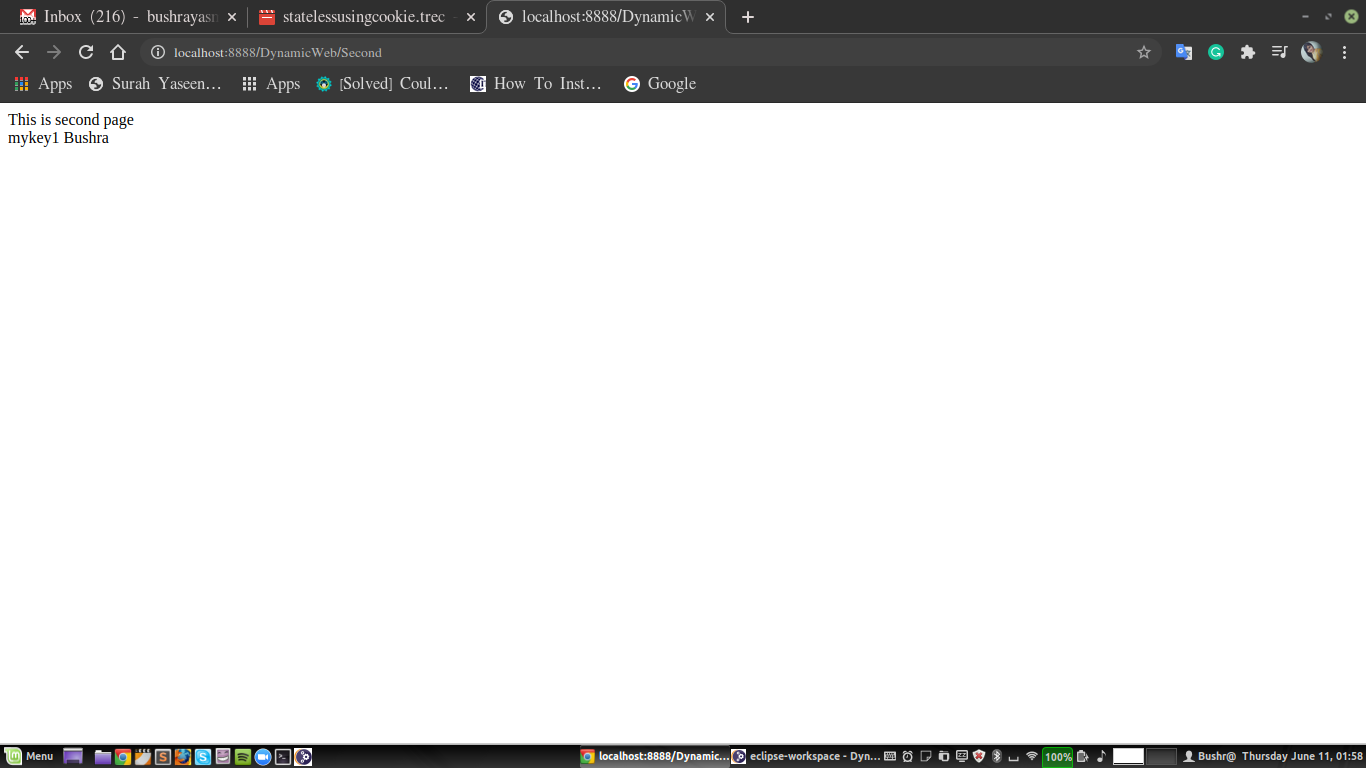 Inbox (216) - bushrayasm
statelessusingcookie.trec -
localhost:8888/DynamicW
localhost:8888/DynamicWeb/Second
Apps
Surah Yaseen...
Apps
[Solved] Coul...
How To Inst...
Google
This is second page
mykey1 Bushra
Menu
localhost:8888/Dynamic...
eclipse-workspace - Dyn...
100%
Bushr@
Thursday June 11, 01:58